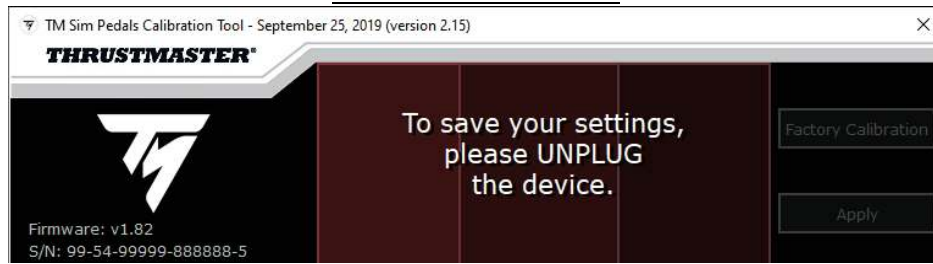 TM Sim Pedals Calibration Tool - September 25, 2019 (version 2.15)
THRUSTMASTER®
To save your settings,
please UNPLUG
the device.
Factory Calibration
Apply
Firmware: v1.82
S/N: 99-54-99999-888888-5